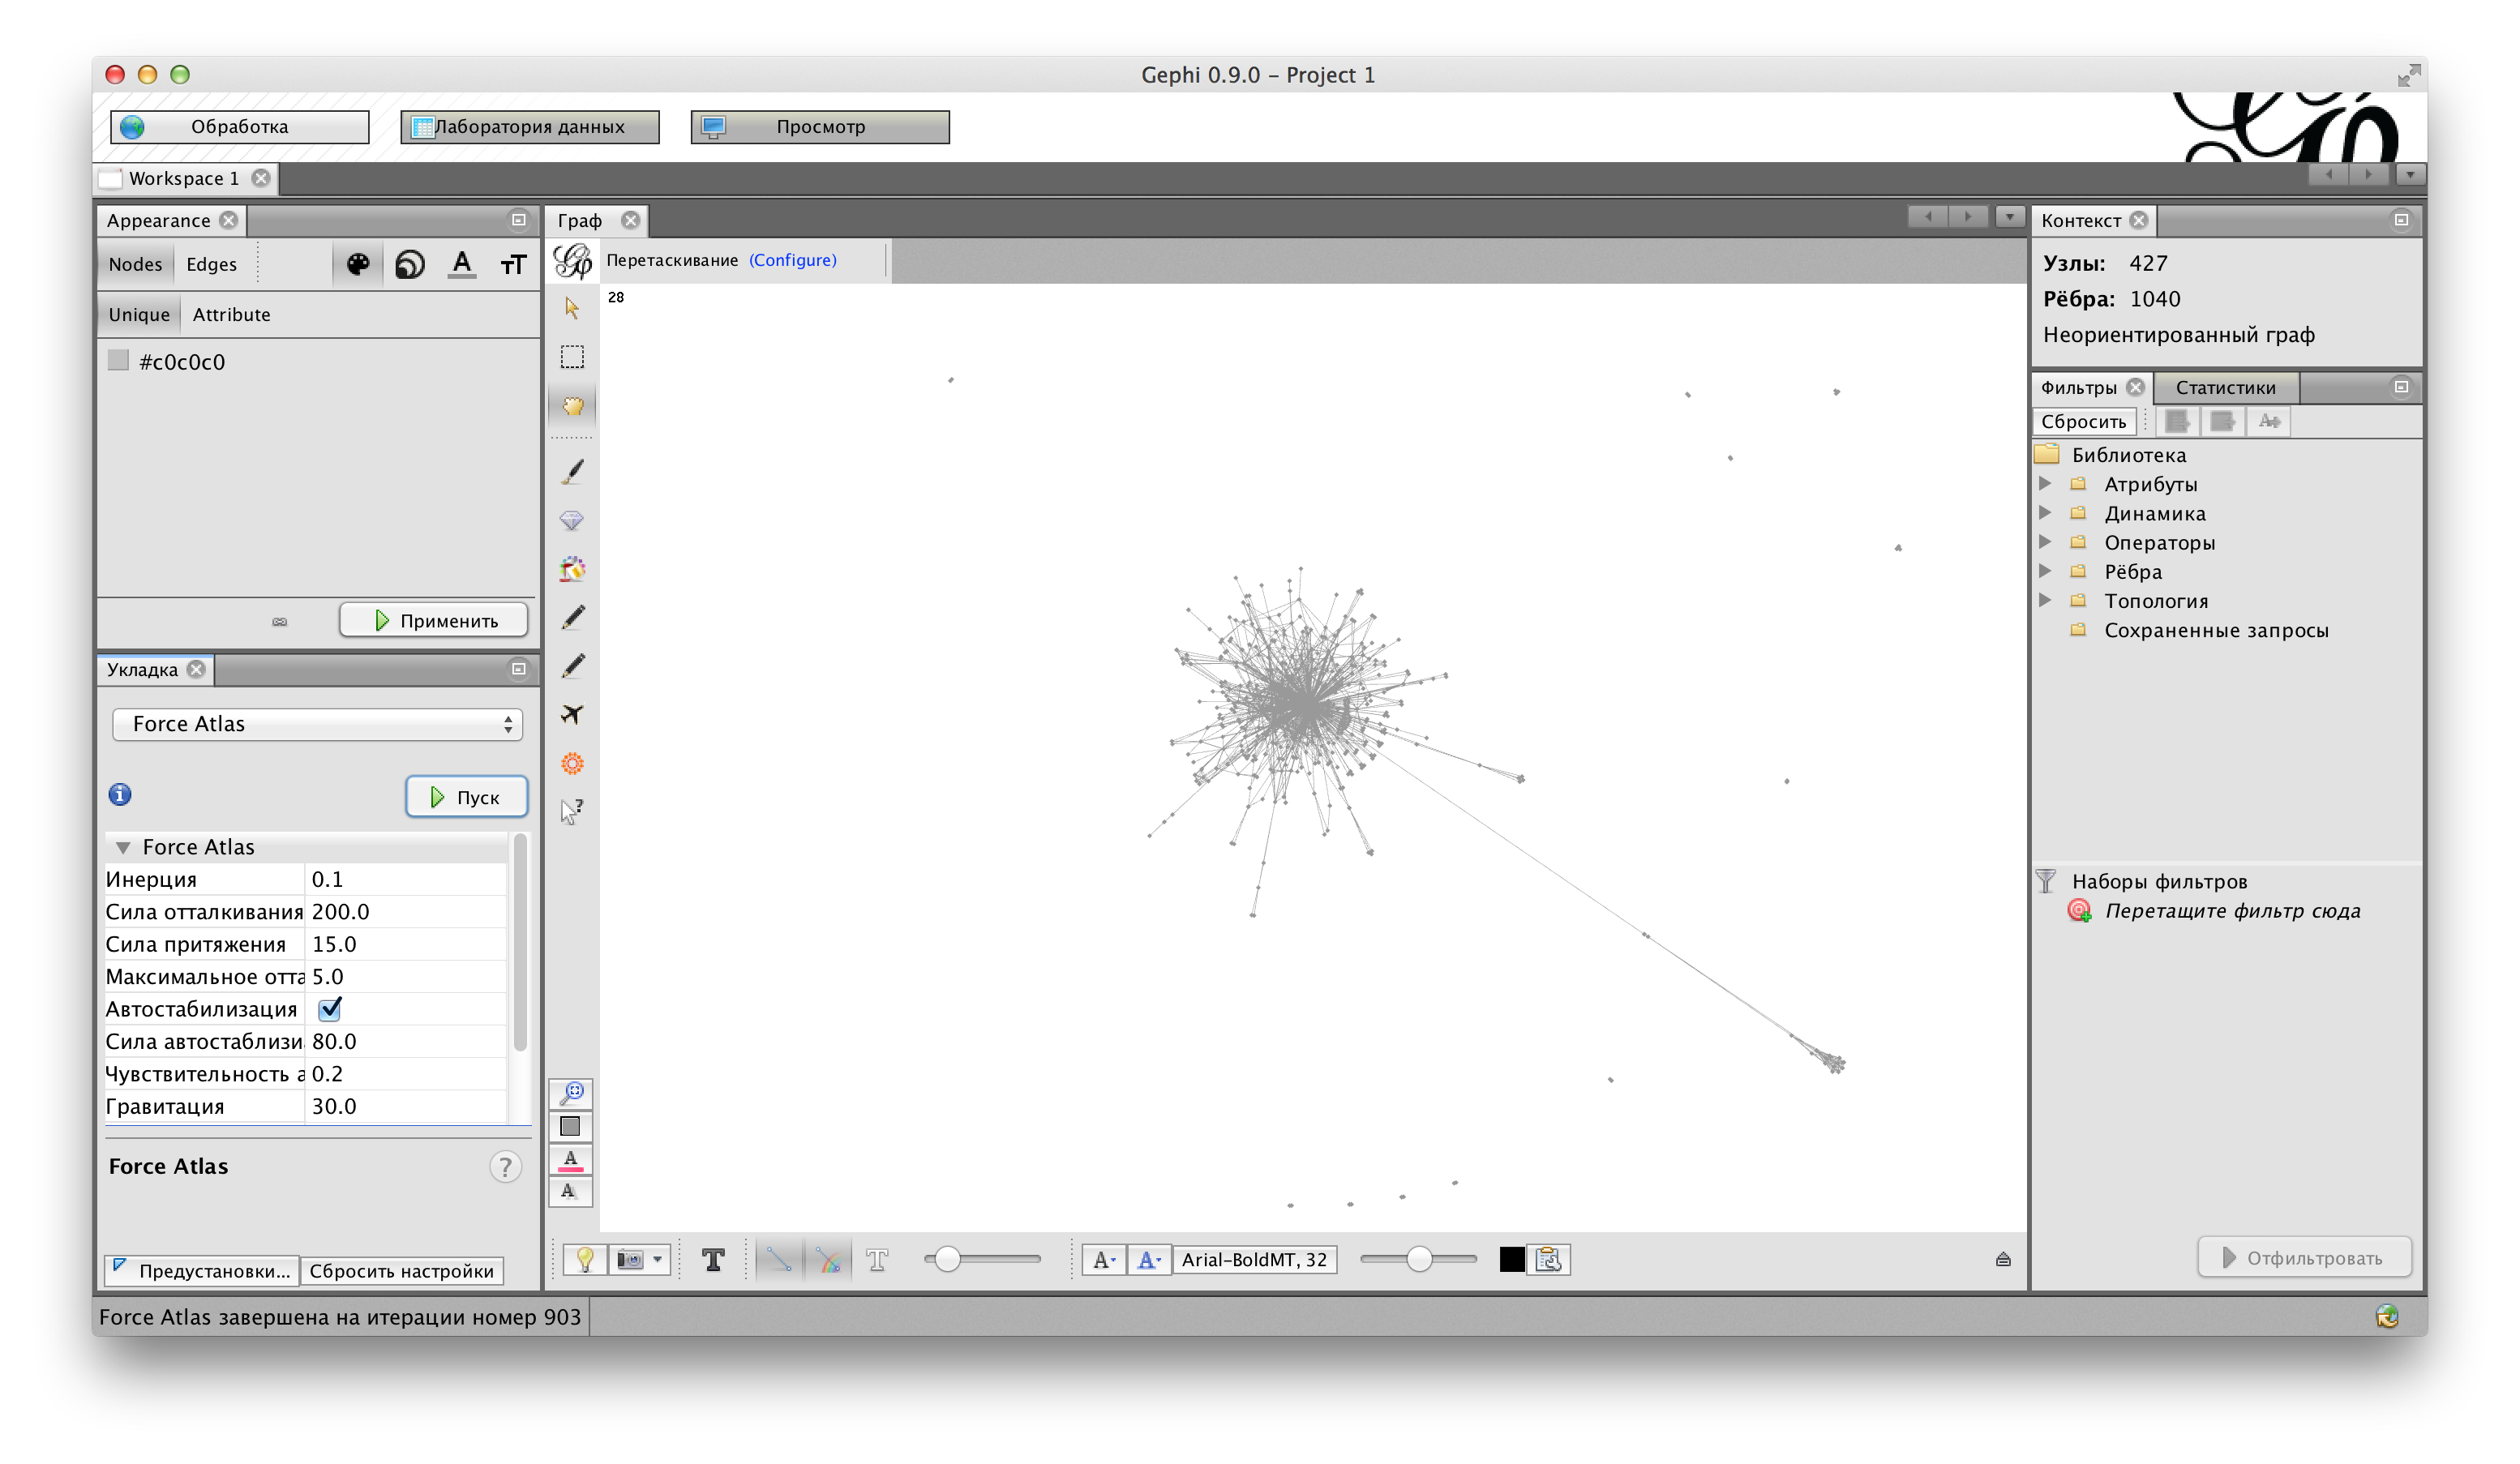 Gephi 0.9.0 – Project 1
Обработка
Лаборатория данных
Просмотр
Workspace 1
Appearance
Nodes Edges
Unique Attribute
#c0c0c0
Применить
Укладка
Force Atlas
Пуск
Force Atlas
Инерция 0.1
Сила отталкивания 200.0
Сила притяжения 15.0
Максимальное отта 5.0
Автостабилизация
Сила автостаблизи 80.0
Чувствительность а 0.2
Гравитация 30.0
Force Atlas
?
Предустановки... Сбросить настройки
Граф
Перетаскивание (Configure)
28
Arial-BoldMT, 32
Контекст
Узлы: 427
Рёбра: 1040
Неориентированный граф
Фильтры Статистики
Сбросить
Библиотека
Атрибуты
Динамика
Операторы
Рёбра
Топология
Сохраненные запросы
Наборы фильтров
Перетащите фильтр сюда
Отфильтровать
Force Atlas завершена на итерации номер 903